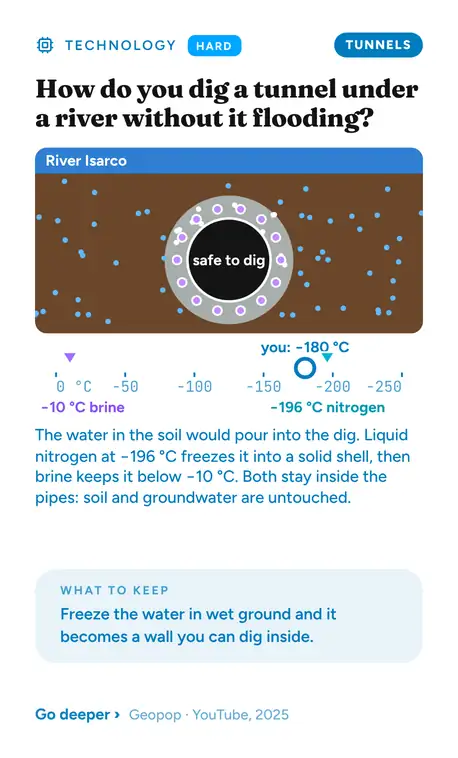 TECHNOLOGY HARD TUNNELS
How do you dig a tunnel under
a river without it flooding?
River Isarco
safe to dig
you: −180 °C
0 °C -50 -100 -150 -200 -250
−10 °C brine −196 °C nitrogen
The water in the soil would pour into the dig. Liquid
nitrogen at −196 °C freezes it into a solid shell, then
brine keeps it below −10 °C. Both stay inside the
pipes: soil and groundwater are untouched.
WHAT TO KEEP
Freeze the water in wet ground and it
becomes a wall you can dig inside.
Go deeper › Geopop · YouTube, 2025